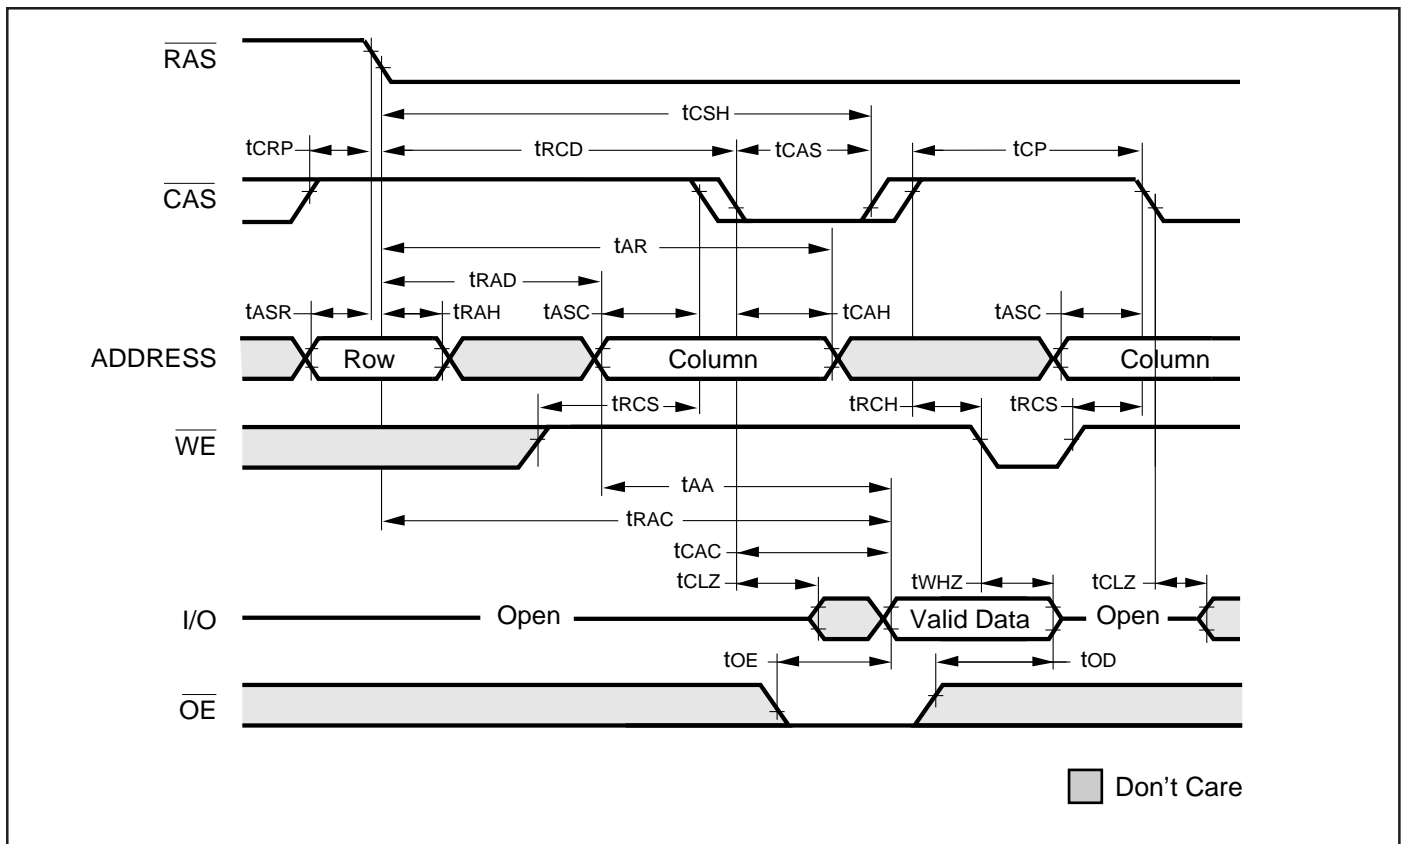 RAS
tCSH
tCRP
tRCD
tCAS
tCP
CAS
tAR
tRAD
tASR
tRAH
tASC
tCAH
tASC
ADDRESS
Row
Column
Column
tRCS
tRCH
tRCS
WE
tAA
tRAC
tCAC
tCLZ
tWHZ
tCLZ
I/O
Open
Valid Data
Open
tOE
tOD
OE
Don't Care